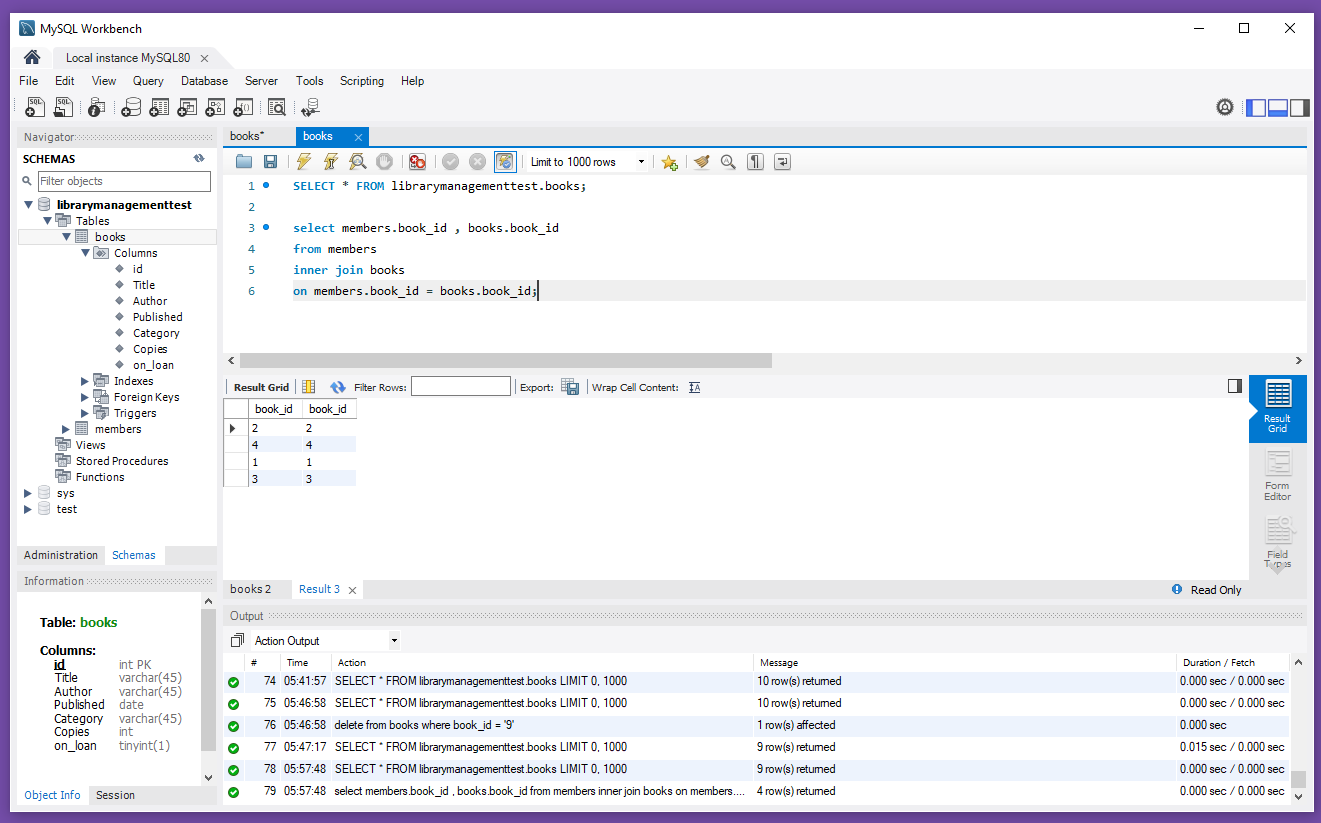 MySQL Workbench
Local instance MySQL80
File Edit View Query Database Server Tools Scripting Help
Navigator
SCHEMAS
Filter objects
librarymanagementtest
Tables
books
Columns
id
Title
Author
Published
Category
Copies
on_loan
Indexes
Foreign Keys
Triggers
members
Views
Stored Procedures
Functions
sys
test
Administration Schemas
Information
Table: books
Columns:
id int PK
Title varchar(45)
Author varchar(45)
Published date
Category varchar(45)
Copies int
on_loan tinyint(1)
Object Info Session
books* books
Limit to 1000 rows
1 SELECT * FROM librarymanagementtest.books;
2
3 select members.book_id , books.book_id
4 from members
5 inner join books
6 on members.book_id = books.book_id;
Result Grid Filter Rows: Export: Wrap Cell Content:
book_id book_id
2 2
4 4
1 1
3 3
Result
Grid
Form
Editor
Field
Types
books 2 Result 3 Read Only
Output
Action Output
# Time Action Message Duration / Fetch
74 05:41:57 SELECT * FROM librarymanagementtest.books LIMIT 0, 1000 10 row(s) returned 0.000 sec / 0.000 sec
75 05:46:58 SELECT * FROM librarymanagementtest.books LIMIT 0, 1000 10 row(s) returned 0.000 sec / 0.000 sec
76 05:46:58 delete from books where book_id = '9' 1 row(s) affected 0.000 sec
77 05:47:17 SELECT * FROM librarymanagementtest.books LIMIT 0, 1000 9 row(s) returned 0.015 sec / 0.000 sec
78 05:57:48 SELECT * FROM librarymanagementtest.books LIMIT 0, 1000 9 row(s) returned 0.000 sec / 0.000 sec
79 05:57:48 select members.book_id , books.book_id from members inner join books on members.... 4 row(s) returned 0.000 sec / 0.000 sec